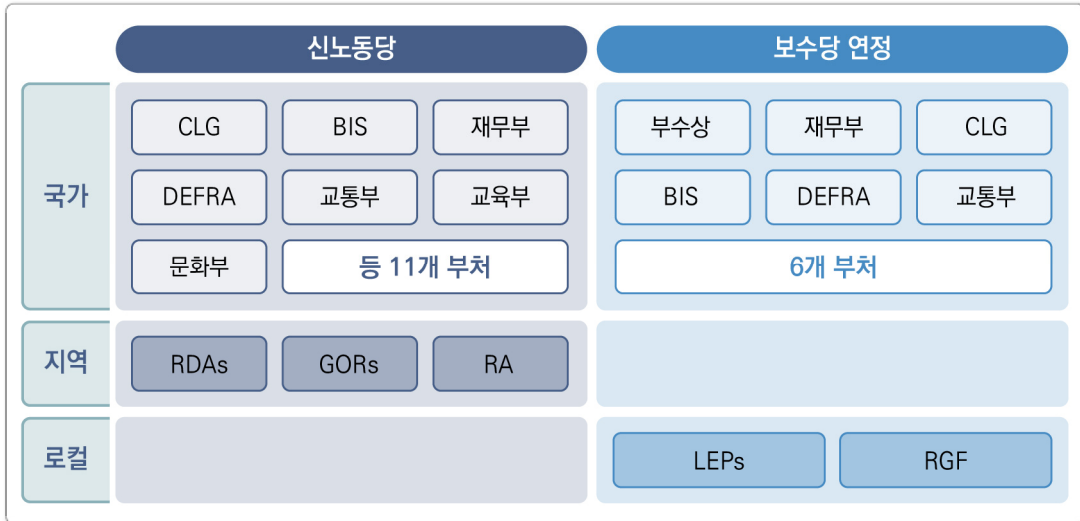 신노동당 보수당 연정
국가
CLG BIS 재무부 부수상 재무부 CLG
DEFRA 교통부 교육부 BIS DEFRA 교통부
문화부 등 11개 부처 6개 부처
지역
RDAs GORs RA
로컬
LEPs RGF